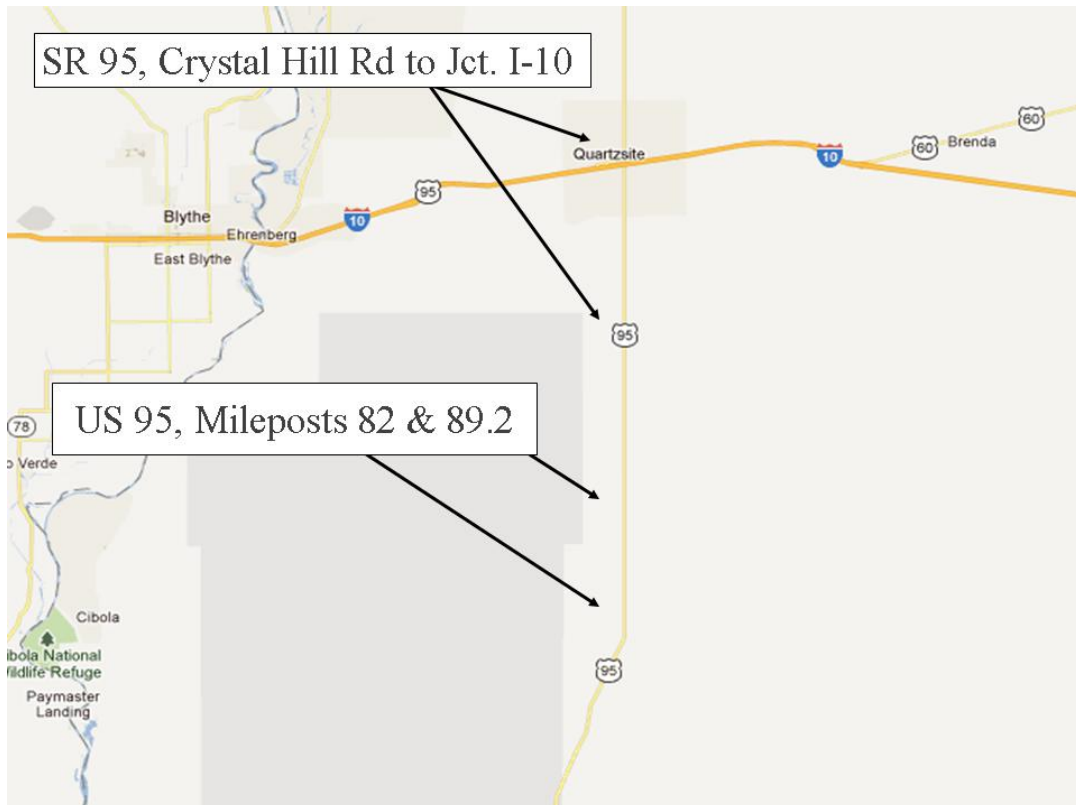 SR 95, Crystal Hill Rd to Jct. I-10
60
Brenda
60
Quartzsite
10
95
Blythe
10
Ehrenberg
East Blythe
95
US 95, Mileposts 82 & 89.2
78
o Verde
Cibola
95
ibola National
Wildlife Refuge
Paymaster
Landing